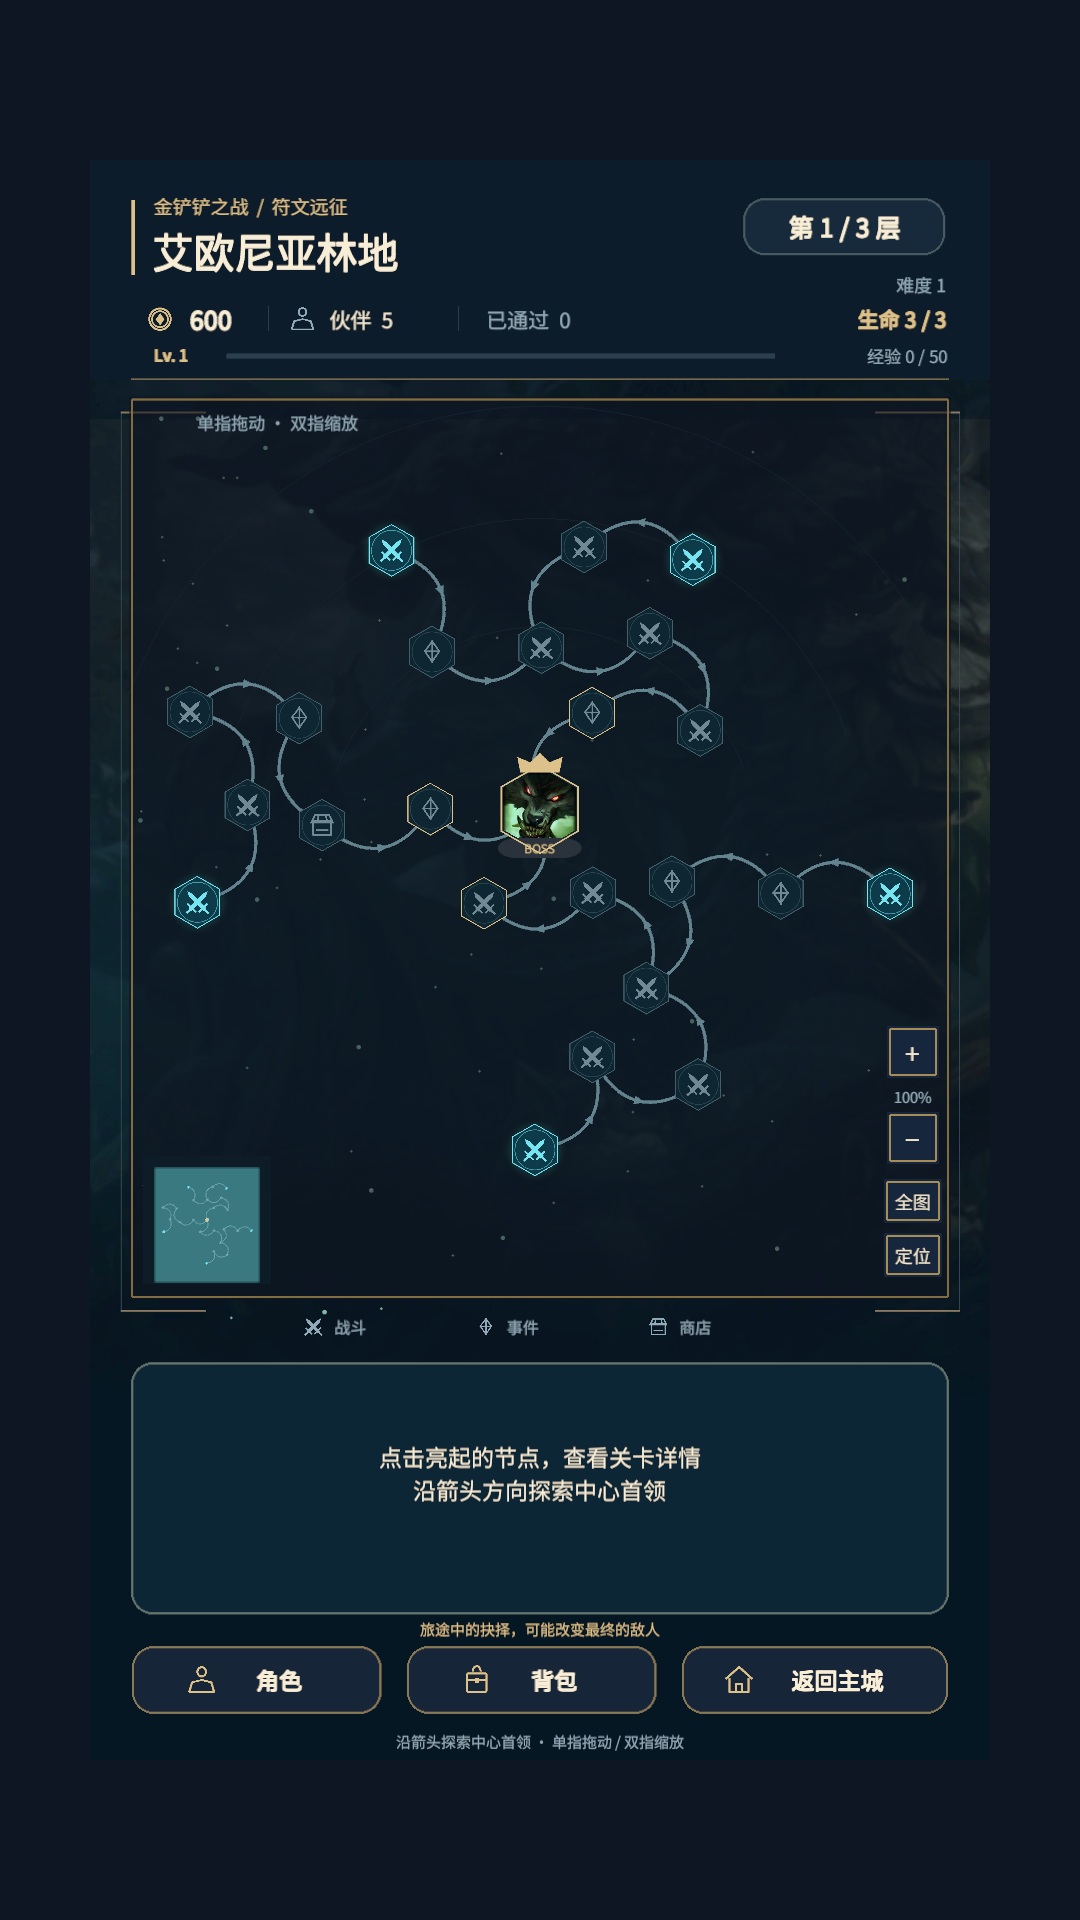 金铲铲之战 / 符文远征
艾欧尼亚林地
第 1 / 3 层
难度 1
600
伙伴 5
已通过 0
生命 3 / 3
Lv. 1
经验 0 / 50
单指拖动 · 双指缩放
BOSS
+
100%
−
全图
定位
战斗
事件
商店
点击亮起的节点，查看关卡详情
沿箭头方向探索中心首领
旅途中的抉择，可能改变最终的敌人
角色
背包
返回主城
沿箭头探索中心首领 · 单指拖动 / 双指缩放